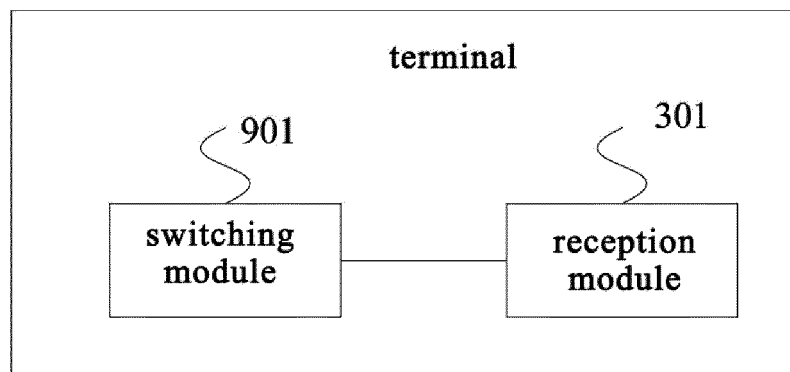 terminal
901
301
switching
module
reception
module